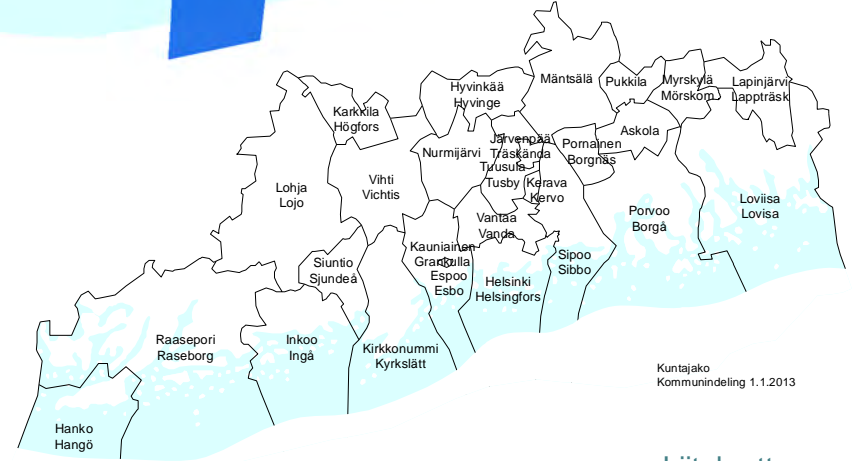 Mäntsälä
Pukkila
Myrskylä
Mörskom
Lapinjärvi
Lappträsk
Hyvinkää
Hyvinge
Karkkila
Högfors
Askola
Järvenpää
Träskända
Pornainen
Borgnäs
Nurmijärvi
Tuusula
Tusby
Kerava
Kervo
Vihti
Vichtis
Lohja
Lojo
Loviisa
Lovisa
Porvoo
Borgå
Vantaa
Vanda
Kauniainen
Grankulla
Espoo
Esbo
Sipoo
Sibbo
Siuntio
Sjundeå
Helsinki
Helsingfors
Raasepori
Raseborg
Inkoo
Ingå
Kirkkonummi
Kyrkslätt
Kuntajako
Kommunindeling 1.1.2013
Hanko
Hangö